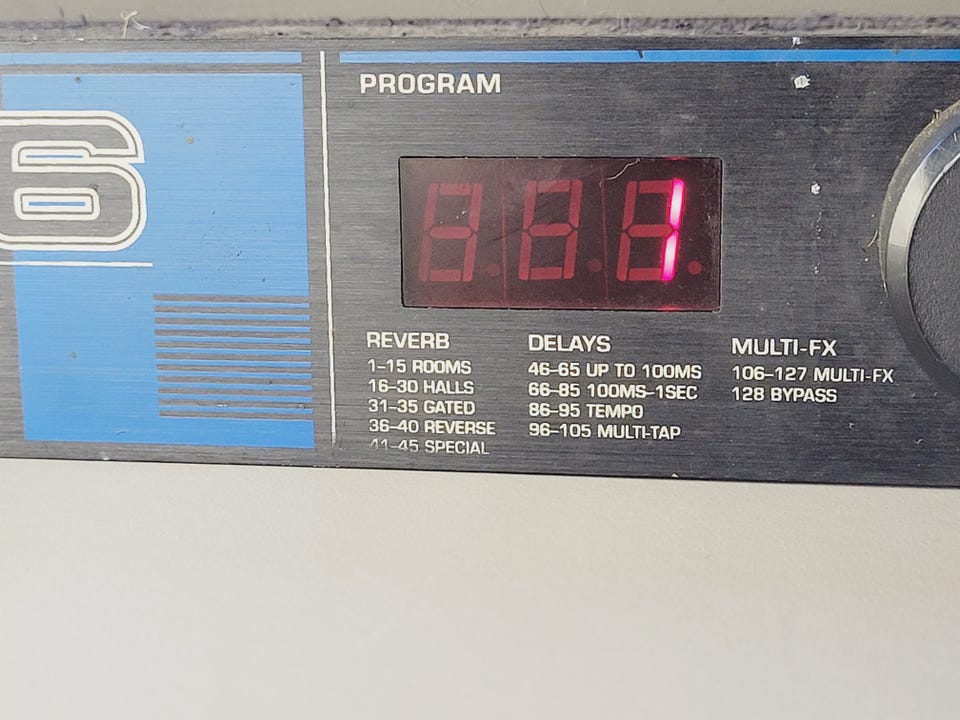 6
PROGRAM
1
REVERB
1–15 ROOMS
16–30 HALLS
31–35 GATED
36–40 REVERSE
41–45 SPECIAL
DELAYS
46–65 UP TO 100MS
66–85 100MS–1SEC
86–95 TEMPO
96–105 MULTI-TAP
MULTI-FX
106–127 MULTI-FX
128 BYPASS